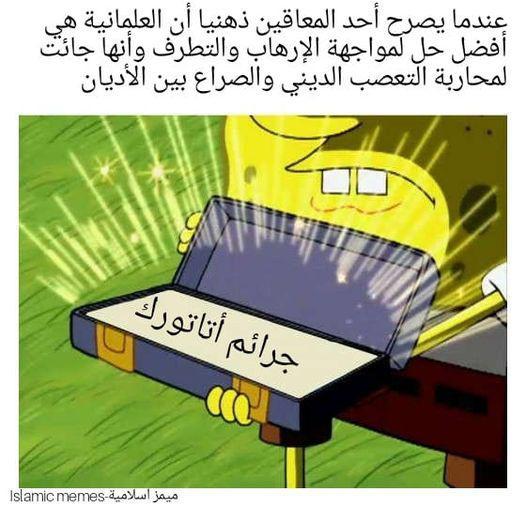 عندما يصرح أحد المعاقين ذهنيا أن العلمانية هي
أفضل حل لمواجهة الإرهاب والتطرف وأنها جائت
لمحاربة التعصب الديني والصراع بين الأديان
جرائم أتاتورك
Islamic memes-ميمز اسلامية